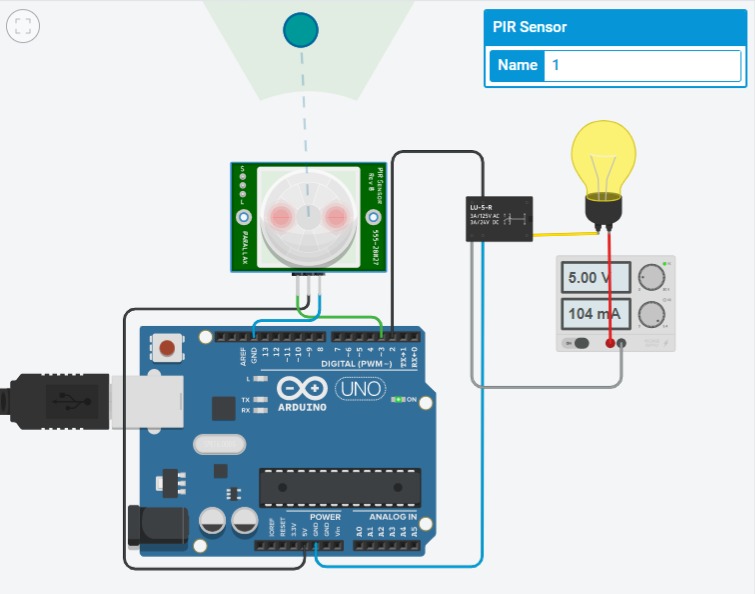 PIR Sensor
Name 1
S
L
PIR Sensor
Rev B
PARALLAX
555-28027
LU-5-R
3A/125V AC
3A/24V DC
5.00 V
104 mA
AREF
GND
13
12
~11
~10
~9
8
7
~6
~5
4
~3
2
TX→1
RX←0
DIGITAL (PWM~)
L
TX
RX
UNO
ARDUINO
ON
IOREF
RESET
3.3V
5V
GND
GND
Vin
POWER
ANALOG IN
A0
A1
A2
A3
A4
A5